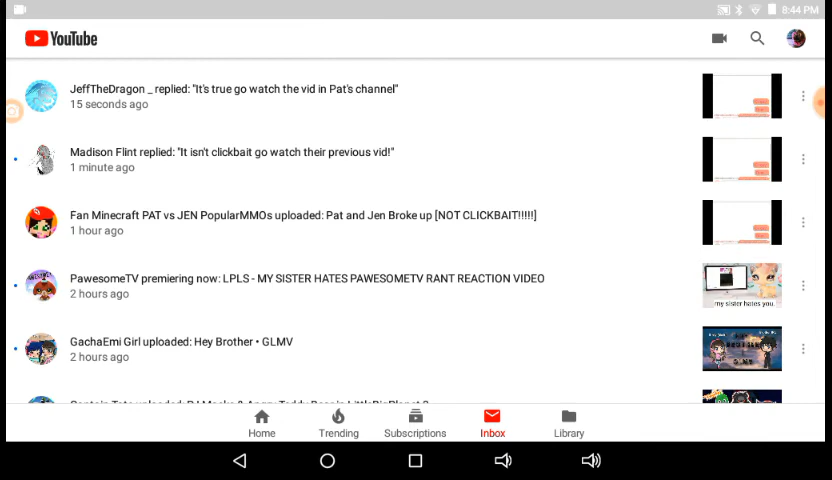 8:44 PM
YouTube
JeffTheDragon _ replied: "It's true go watch the vid in Pat's channel"
15 seconds ago
Madison Flint replied: "It isn't clickbait go watch their previous vid!"
1 minute ago
Fan Minecraft PAT vs JEN PopularMMOs uploaded: Pat and Jen Broke up [NOT CLICKBAIT!!!!!]
1 hour ago
PawesomeTV premiering now: LPLS - MY SISTER HATES PAWESOMETV RANT REACTION VIDEO
2 hours ago
my sister hates you
GachaEmi Girl uploaded: Hey Brother • GLMV
2 hours ago
Home Trending Subscriptions Inbox Library